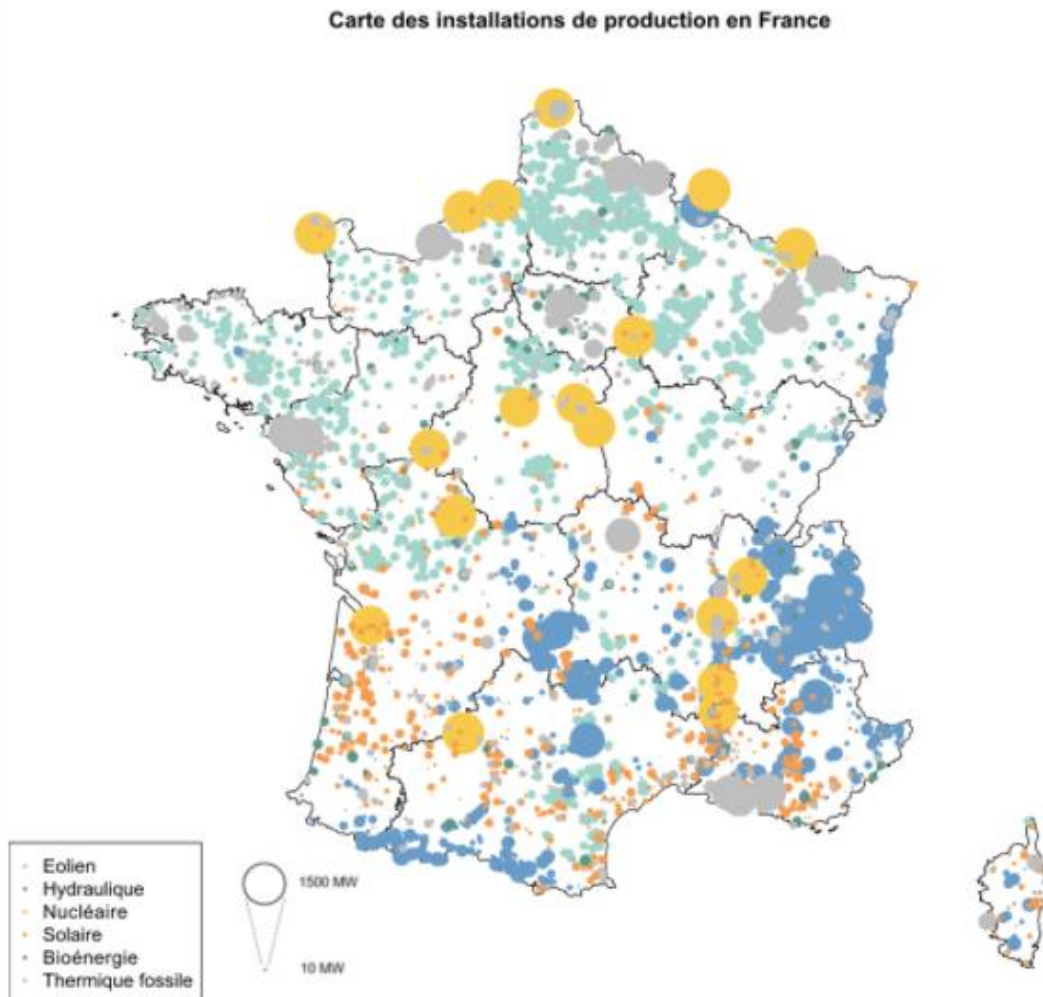 Carte des installations de production en France
Eolien
Hydraulique
Nucléaire
Solaire
Bioénergie
Thermique fossile
1500 MW
10 MW